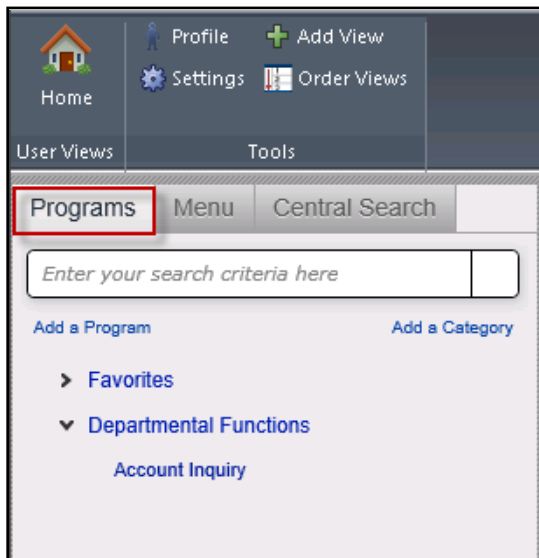 Profile Add View
Settings Order Views
Home
User Views Tools
Programs Menu Central Search
Enter your search criteria here
Add a Program Add a Category
Favorites
Departmental Functions
Account Inquiry